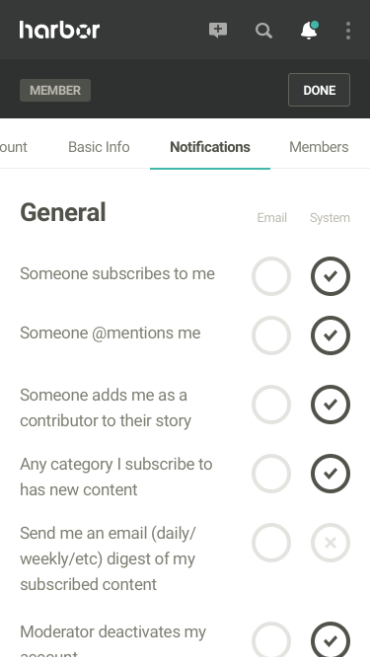 harbor
MEMBER
DONE
ount
Basic Info
Notifications
Members
General
Email
System
Someone subscribes to me
Someone @mentions me
Someone adds me as a
contributor to their story
Any category I subscribe to
has new content
Send me an email (daily/
weekly/etc) digest of my
subscribed content
Moderator deactivates my
account